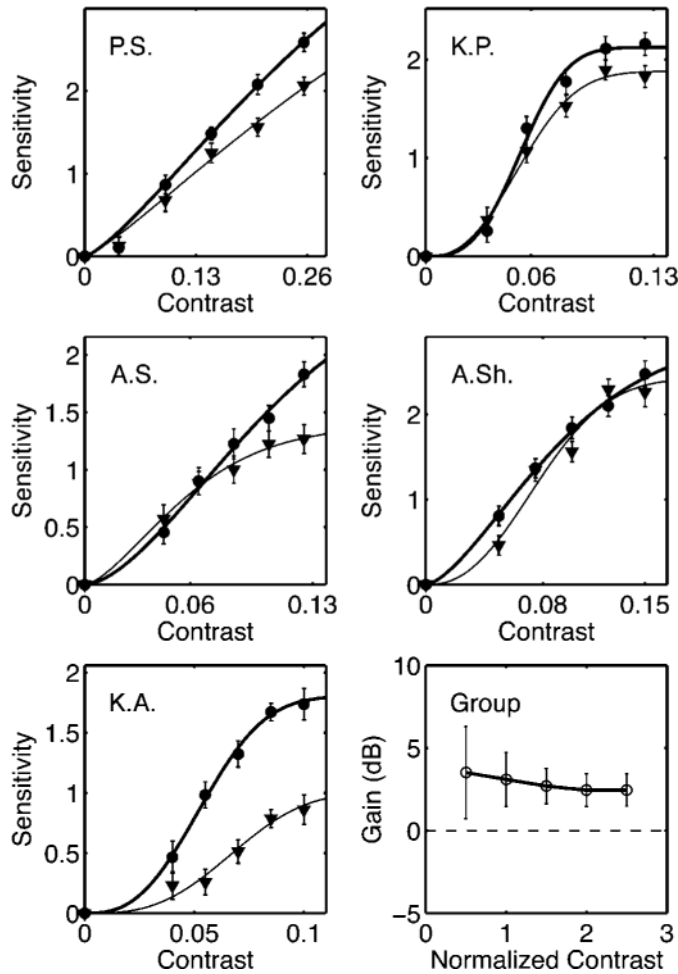 P.S.
Sensitivity
2
1
0
0 0.13 0.26
Contrast
K.P.
Sensitivity
2
1
0
0 0.06 0.13
Contrast
A.S.
Sensitivity
2
1.5
1
0.5
0
0 0.06 0.13
Contrast
A.Sh.
Sensitivity
2
1
0
0 0.08 0.15
Contrast
K.A.
Sensitivity
2
1.5
1
0.5
0
0 0.05 0.1
Contrast
Group
Gain (dB)
10
5
0
−5
0 1 2 3
Normalized Contrast